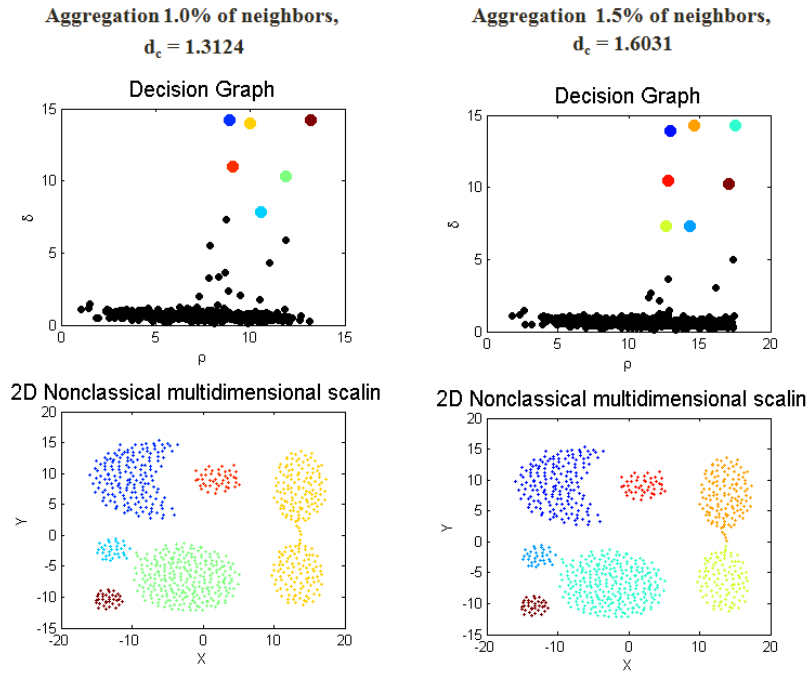 Aggregation 1.0% of neighbors,
d_c = 1.3124
Decision Graph
15
10
5
0
δ
0 5 10 15
ρ
2D Nonclassical multidimensional scalin
20
15
10
5
0
-5
-10
-15
Y
-20 -10 0 10 20
X
Aggregation 1.5% of neighbors,
d_c = 1.6031
Decision Graph
15
10
5
0
δ
0 5 10 15 20
ρ
2D Nonclassical multidimensional scalin
20
15
10
5
0
-5
-10
-15
Y
-20 -10 0 10 20
X